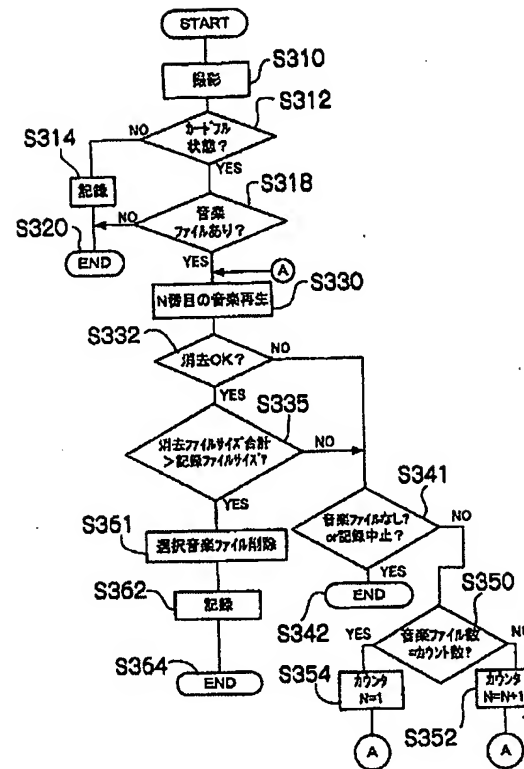 START
S310
撮影
S312
カードフル
状態?
NO
YES
S314
記録
S318
音楽
ファイルあり?
NO
YES
S320
END
A
S330
N番目の音楽再生
S332
消去OK?
NO
YES
S335
消去ファイルサイズ合計
>記録ファイルサイズ?
NO
YES
S341
音楽ファイルなし?
or記録中止?
NO
YES
S361
選択音楽ファイル削除
S342
END
S362
記録
S350
音楽ファイル数
=カウント数?
YES
NO
S364
END
S354
カウンタ
N=1
S352
カウンタ
N=N+1
A
A